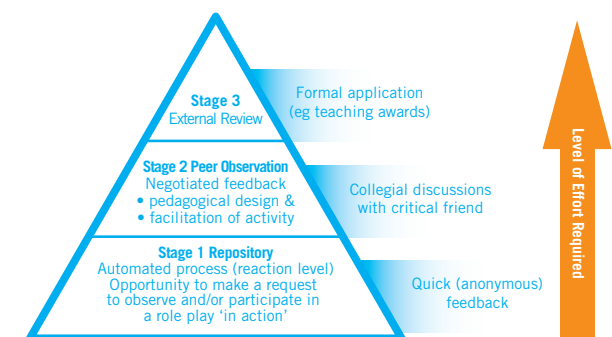 Stage 3
External Review
Formal application
(eg teaching awards)
Stage 2 Peer Observation
Negotiated feedback
• pedagogical design &
• facilitation of activity
Collegial discussions
with critical friend
Stage 1 Repository
Automated process (reaction level)
Opportunity to make a request
to observe and/or participate in
a role play ‘in action’
Quick (anonymous)
feedback
Level of Effort Required